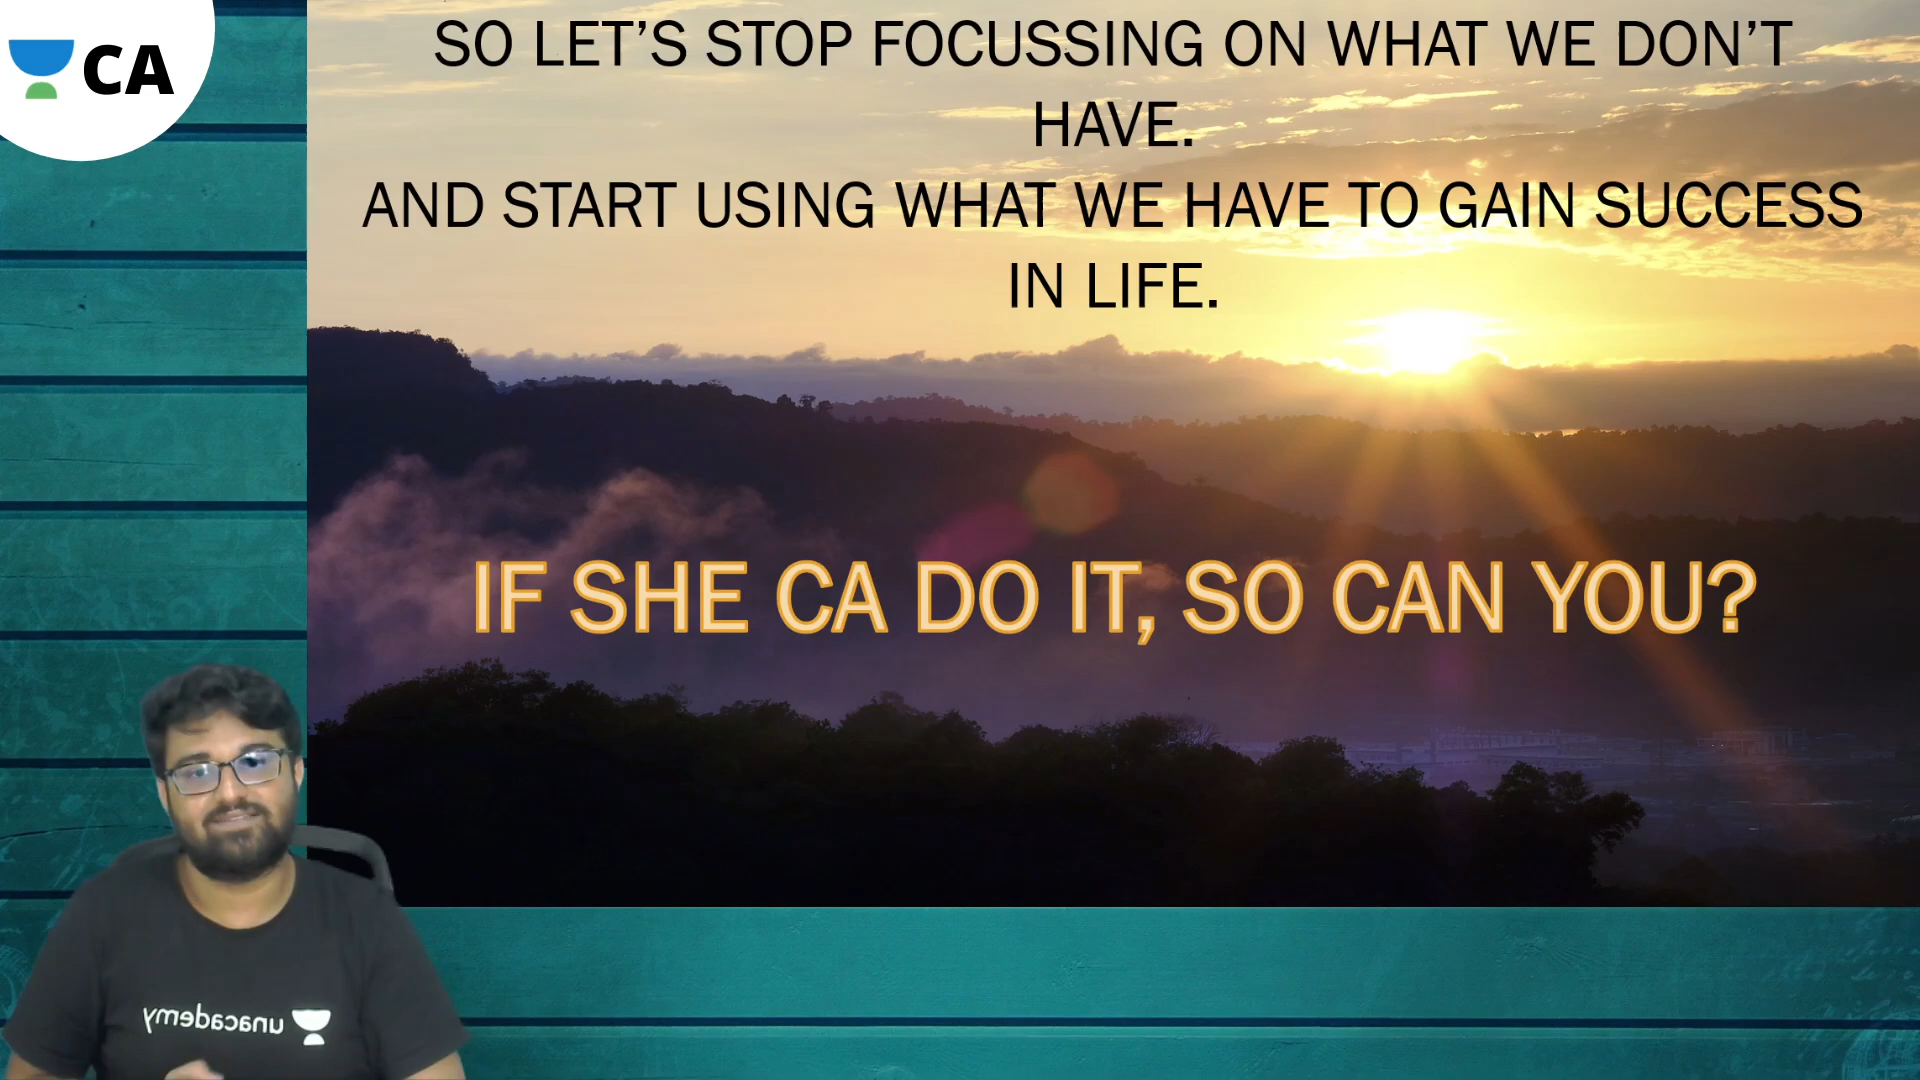 CA
SO LET’S STOP FOCUSSING ON WHAT WE DON’T
HAVE.
AND START USING WHAT WE HAVE TO GAIN SUCCESS
IN LIFE.
IF SHE CA DO IT, SO CAN YOU?
unacademy